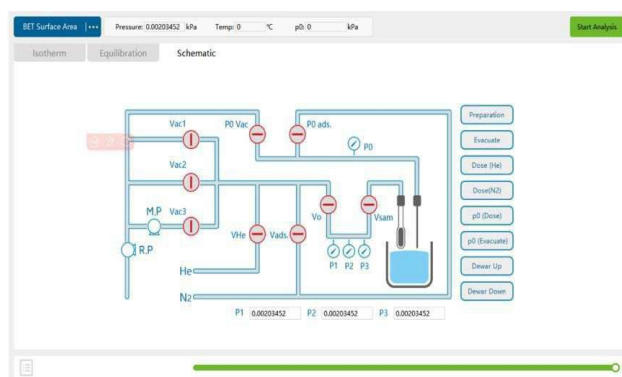 BET Surface Area ••• Pressure: 0.00203452 kPa Temp: 0 ℃ p0: 0 kPa Start Analysis
Isotherm Equilibration Schematic
Vac1 P0 Vac P0 ads. Preparation
P0 Evacuate
Vac2 Dose (He)
Dose(N2)
M.P Vac3 Vo Vsam p0 (Dose)
VHe Vads. p0 (Evacuate)
R.P P1 P2 P3 Dewar Up
He
N2 Dewar Down
P1 0.00203452 P2 0.00203452 P3 0.00203452